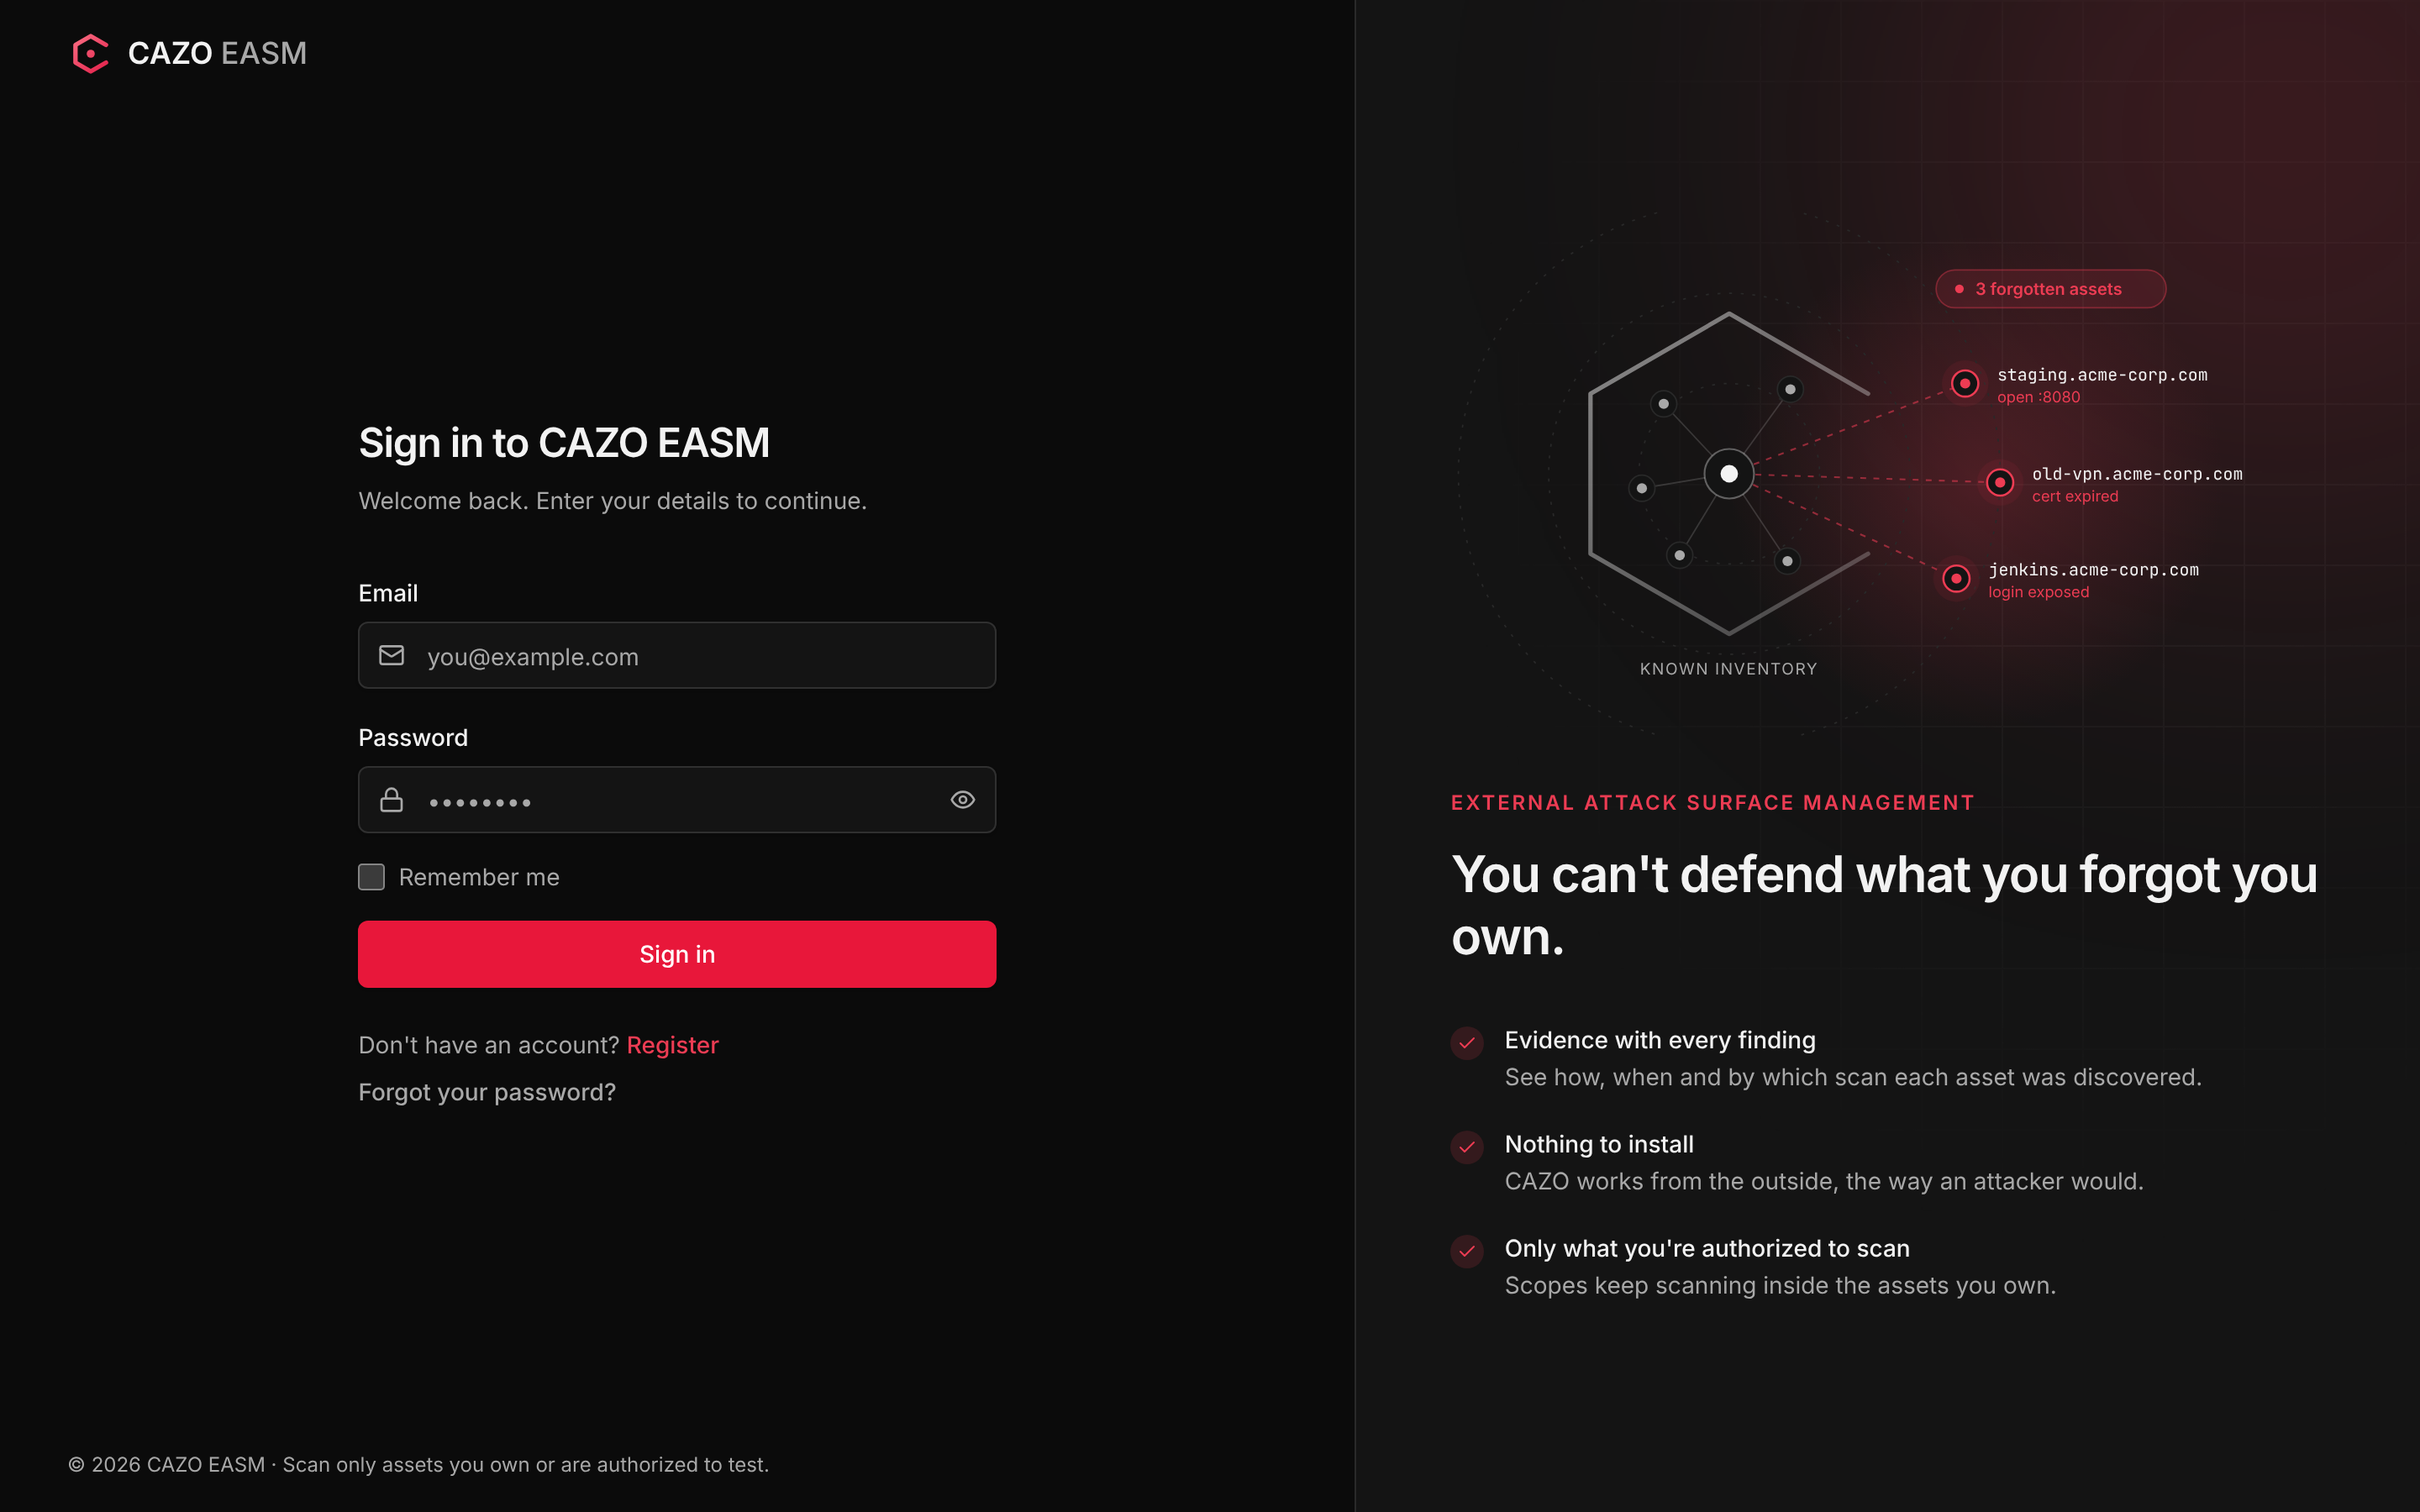 CAZO EASM
Sign in to CAZO EASM
Welcome back. Enter your details to continue.
Email
you@example.com
Password
••••••••
Remember me
Sign in
Don't have an account? Register
Forgot your password?
© 2026 CAZO EASM · Scan only assets you own or are authorized to test.
3 forgotten assets
staging.acme-corp.com
open :8080
old-vpn.acme-corp.com
cert expired
jenkins.acme-corp.com
login exposed
KNOWN INVENTORY
EXTERNAL ATTACK SURFACE MANAGEMENT
You can't defend what you forgot you
own.
Evidence with every finding
See how, when and by which scan each asset was discovered.
Nothing to install
CAZO works from the outside, the way an attacker would.
Only what you're authorized to scan
Scopes keep scanning inside the assets you own.